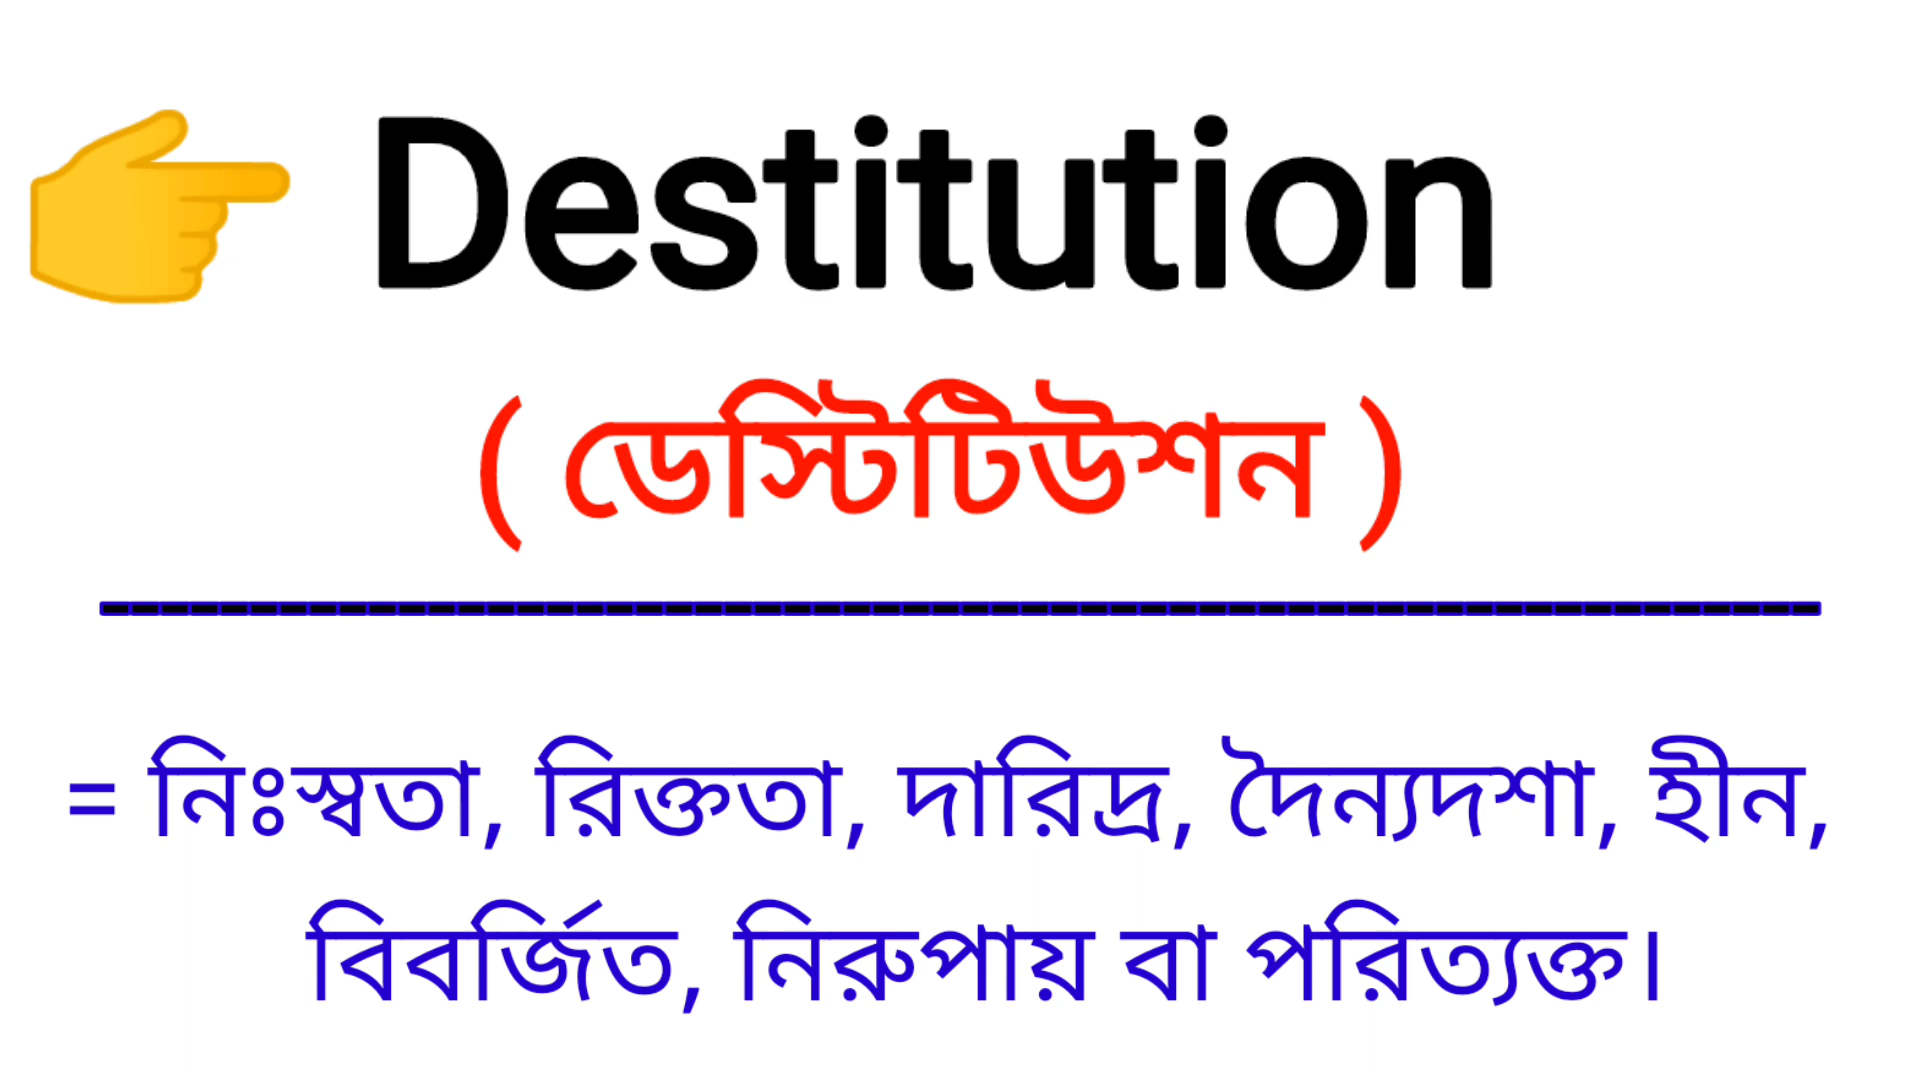 👉 Destitution
( ডেস্টিটিউশন )
--------------------------------------------------
= নিঃস্বতা, রিক্ততা, দারিদ্র, দৈন্যদশা, হীন,
বিবর্জিত, নিরুপায় বা পরিত্যক্ত।